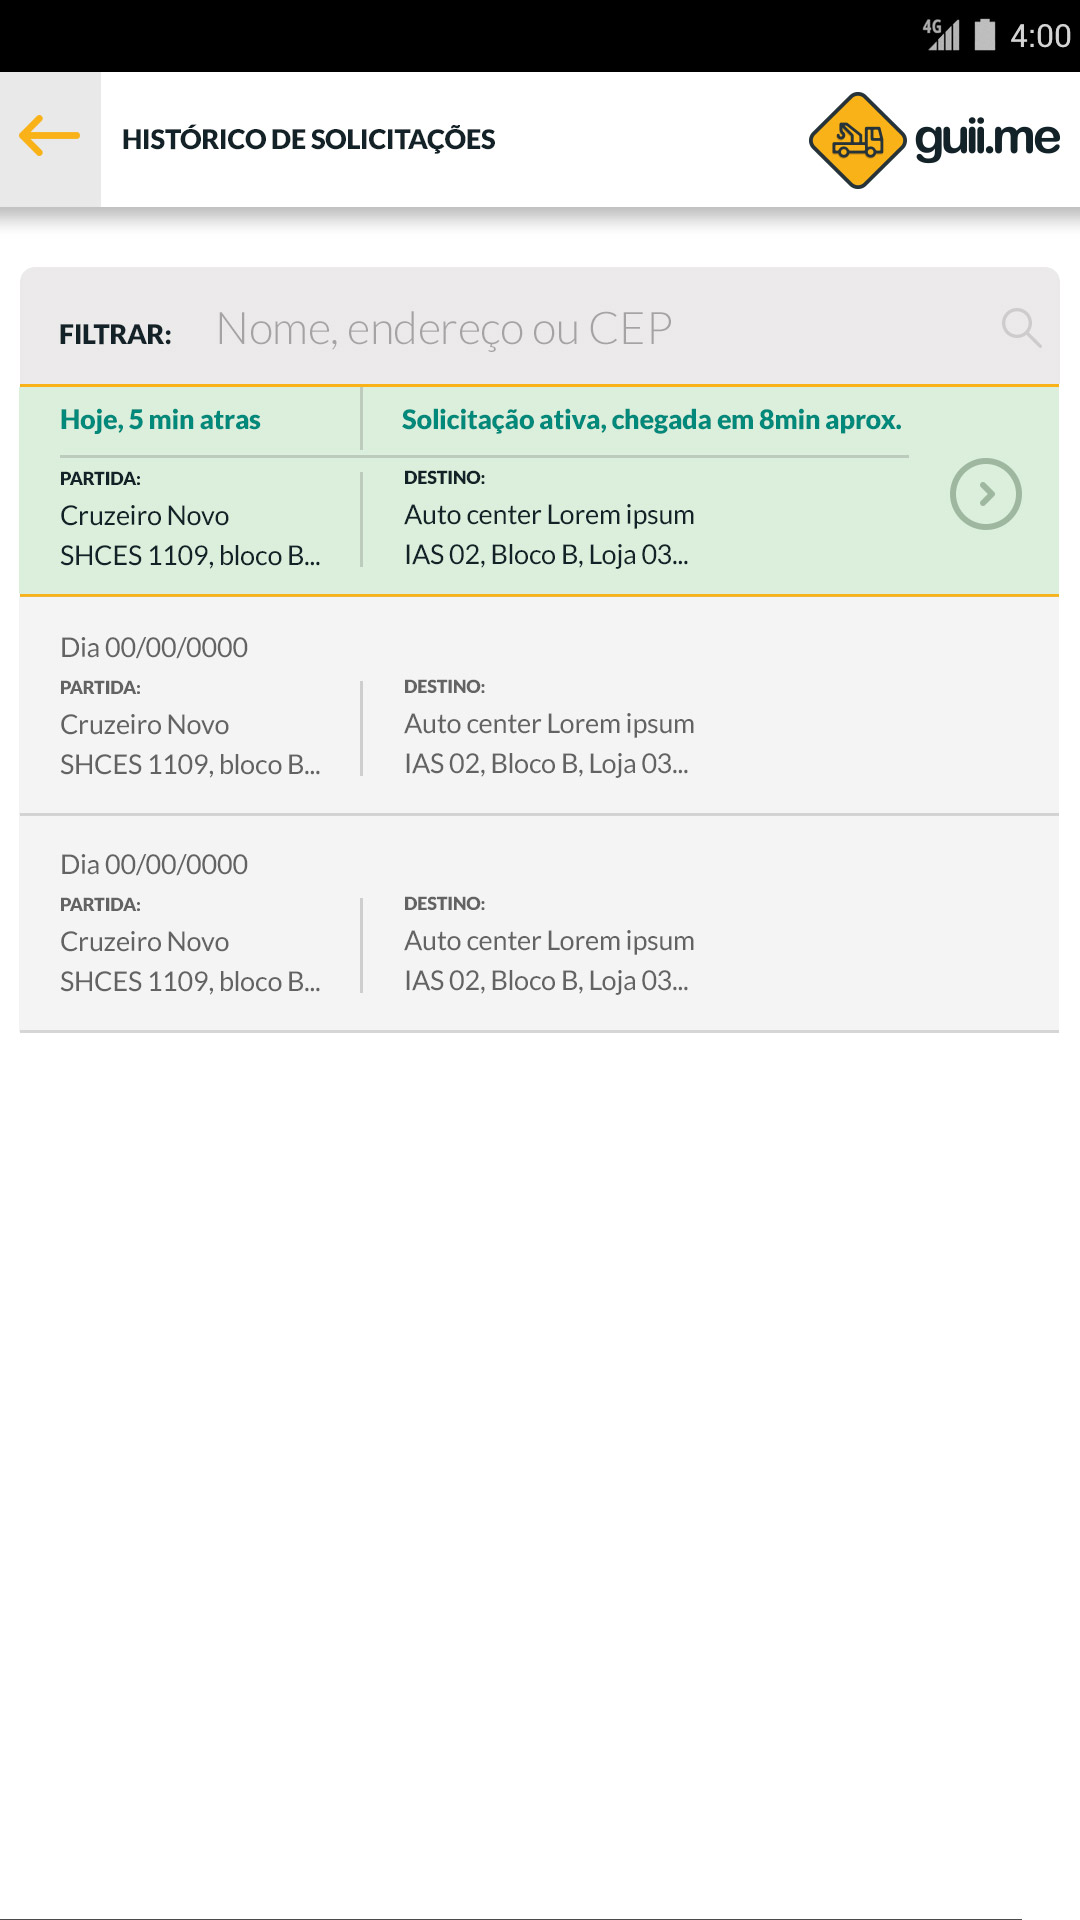 4G 4:00
HISTÓRICO DE SOLICITAÇÕES
guii.me
FILTRAR: Nome, endereço ou CEP
Hoje, 5 min atras
Solicitação ativa, chegada em 8min aprox.
PARTIDA:
Cruzeiro Novo
SHCES 1109, bloco B...
DESTINO:
Auto center Lorem ipsum
IAS 02, Bloco B, Loja 03...
Dia 00/00/0000
PARTIDA:
Cruzeiro Novo
SHCES 1109, bloco B...
DESTINO:
Auto center Lorem ipsum
IAS 02, Bloco B, Loja 03...
Dia 00/00/0000
PARTIDA:
Cruzeiro Novo
SHCES 1109, bloco B...
DESTINO:
Auto center Lorem ipsum
IAS 02, Bloco B, Loja 03...